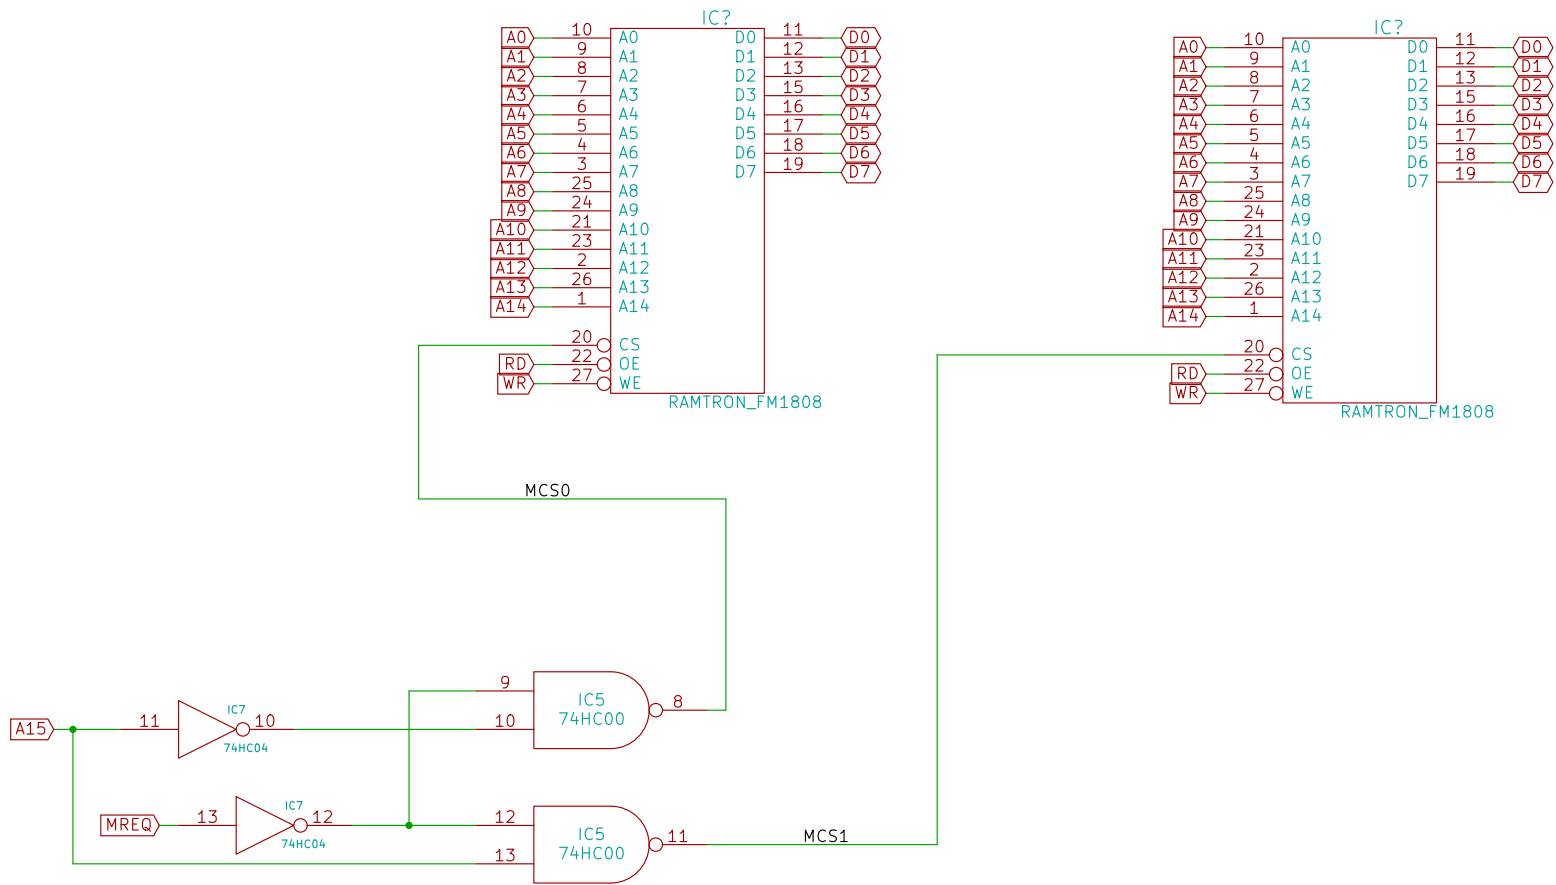 IC?
A0 10 A0 D0 11 D0
A1 9 A1 D1 12 D1
A2 8 A2 D2 13 D2
A3 7 A3 D3 15 D3
A4 6 A4 D4 16 D4
A5 5 A5 D5 17 D5
A6 4 A6 D6 18 D6
A7 3 A7 D7 19 D7
A8 25 A8
A9 24 A9
A10 21 A10
A11 23 A11
A12 2 A12
A13 26 A13
A14 1 A14
20 CS
RD 22 OE
WR 27 WE
RAMTRON_FM1808
IC?
A0 10 A0 D0 11 D0
A1 9 A1 D1 12 D1
A2 8 A2 D2 13 D2
A3 7 A3 D3 15 D3
A4 6 A4 D4 16 D4
A5 5 A5 D5 17 D5
A6 4 A6 D6 18 D6
A7 3 A7 D7 19 D7
A8 25 A8
A9 24 A9
A10 21 A10
A11 23 A11
A12 2 A12
A13 26 A13
A14 1 A14
20 CS
RD 22 OE
WR 27 WE
RAMTRON_FM1808
MCS0
9
IC5
8
74HC00
10
IC7
A15 11 10
74HC04
IC7
MREQ 13 12
74HC04
12
IC5
11
74HC00
13
MCS1